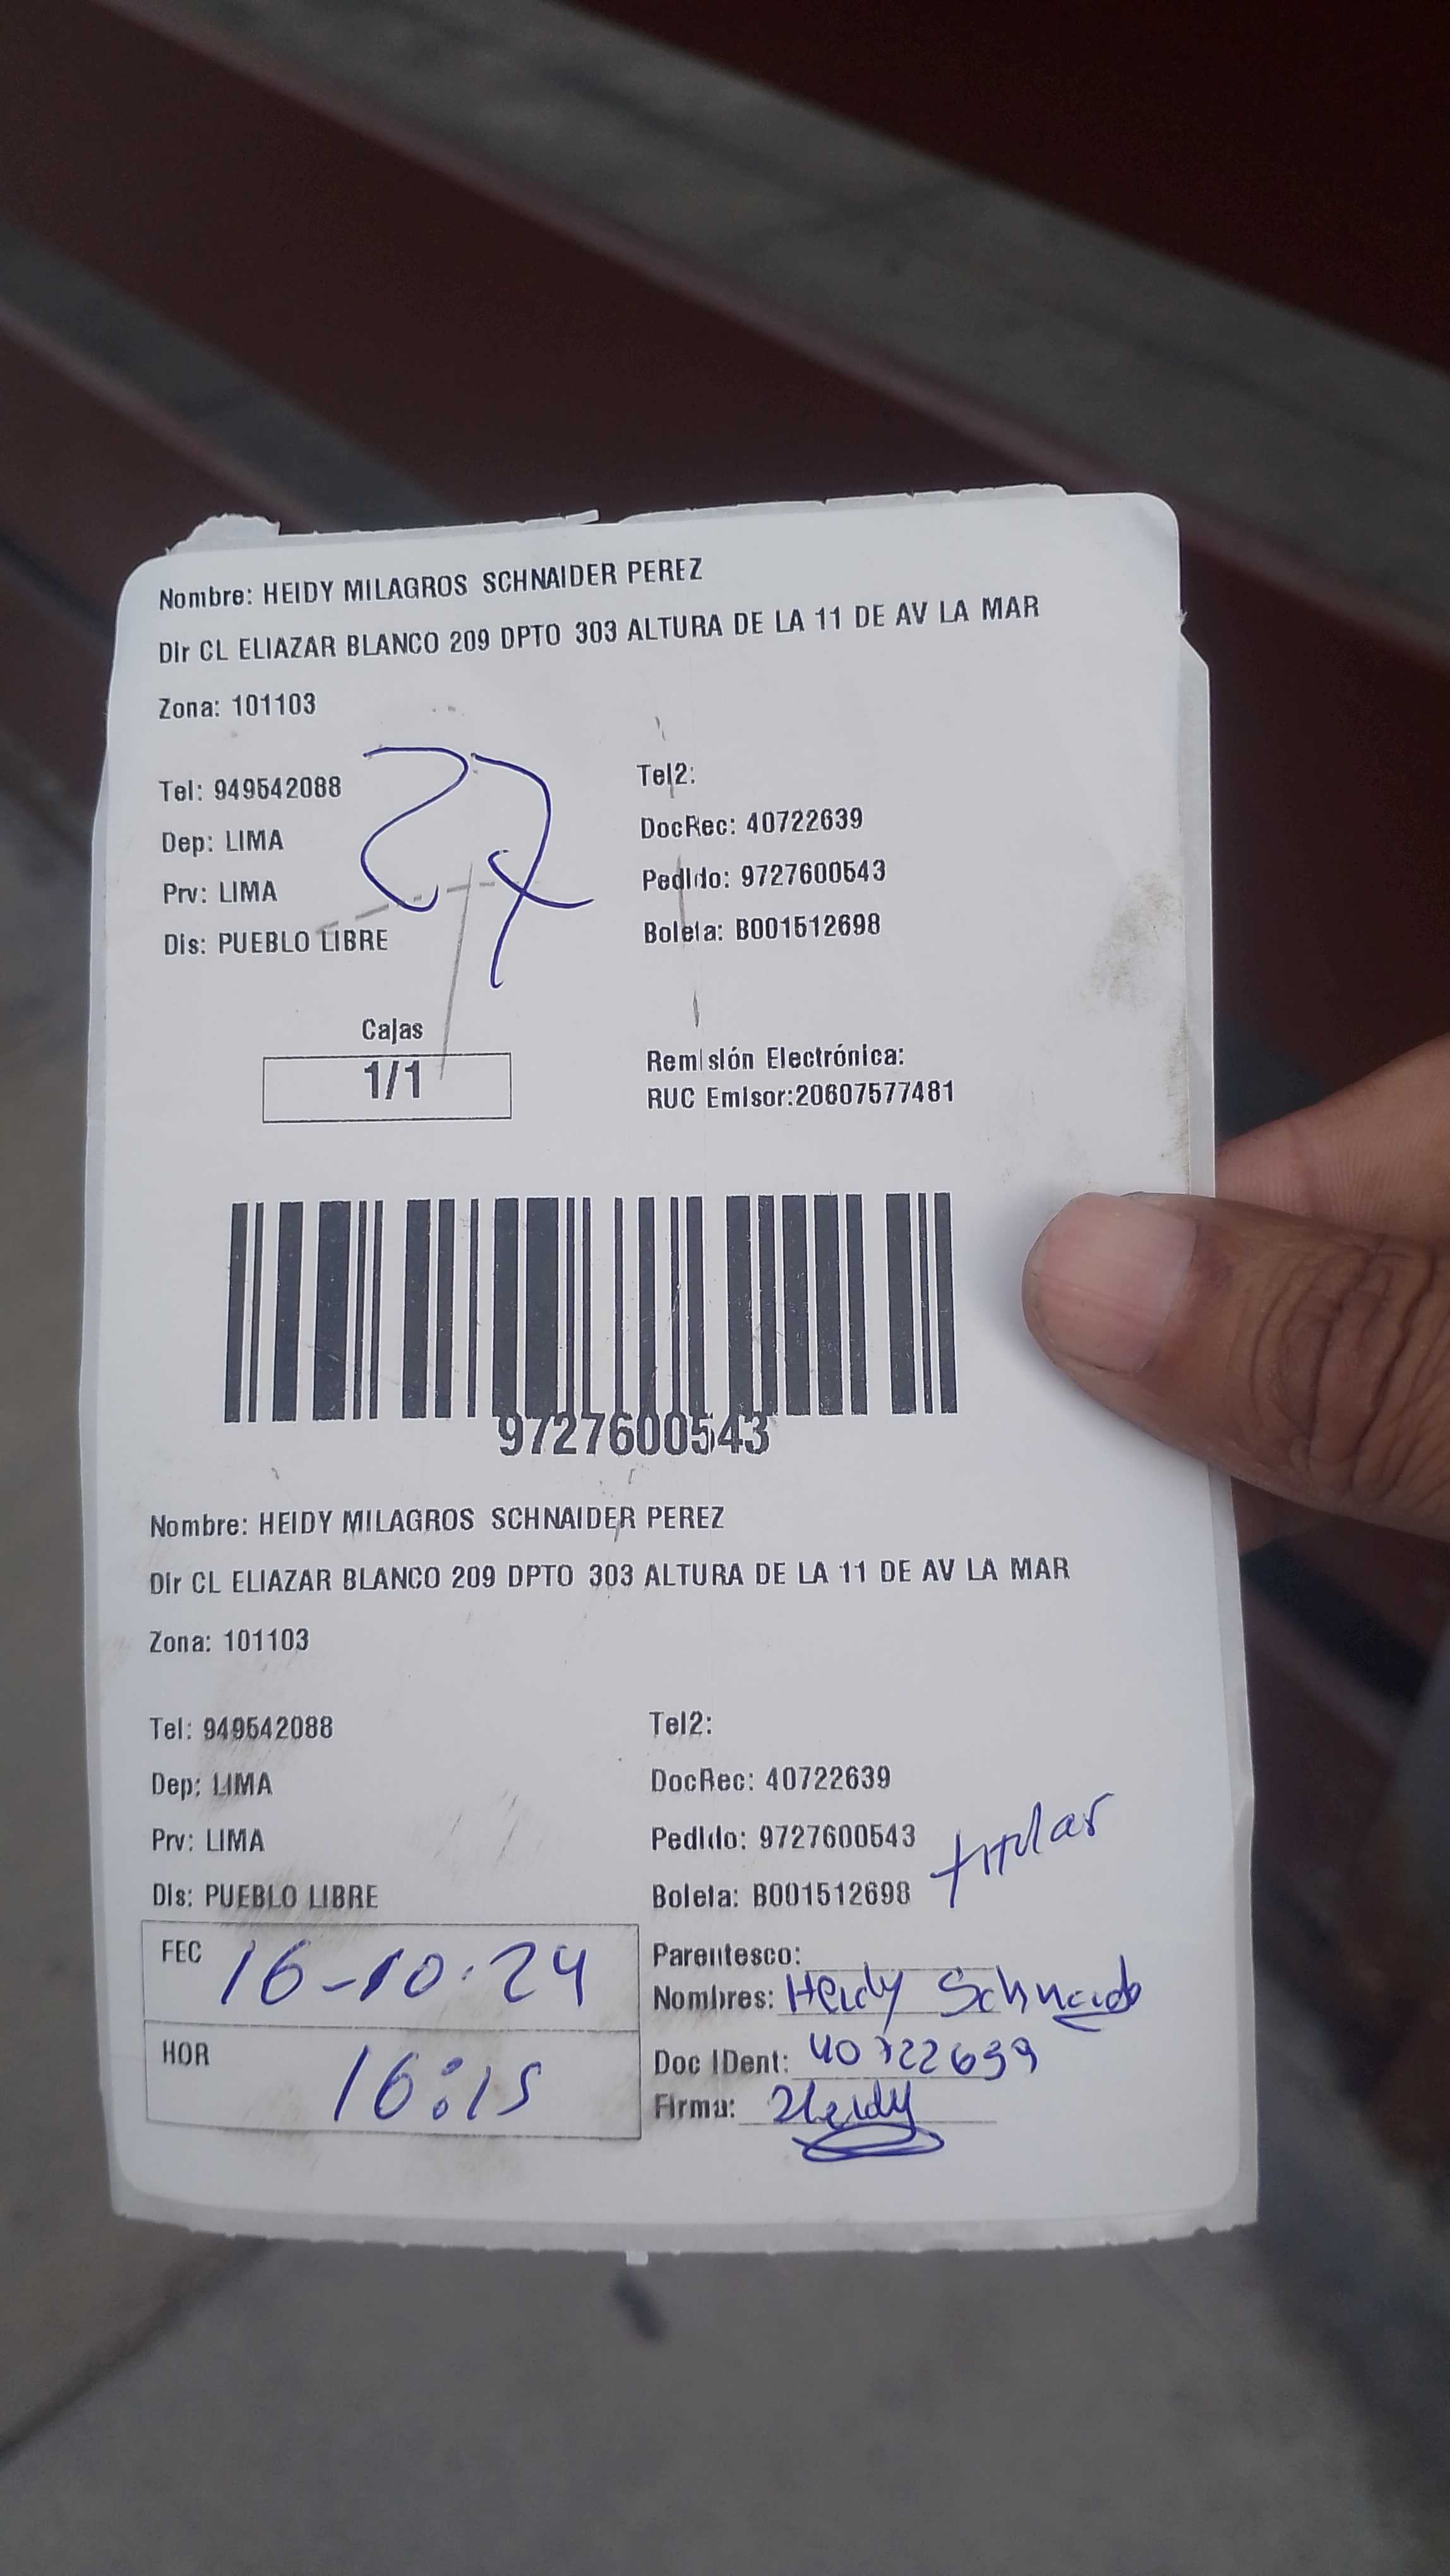 Nombre: HEIDY MILAGROS SCHNAIDER PEREZ
Dir CL ELIAZAR BLANCO 209 DPTO 303 ALTURA DE LA 11 DE AV LA MAR
Zona: 101103
Tel: 949542088 Tel2:
Dep: LIMA DocRec: 40722639
Prv: LIMA Pedido: 9727600543
Dis: PUEBLO LIBRE Boleta: B001512698
Cajas
1/1
Remisión Electrónica:
RUC Emisor:20607577481
9727600543
Nombre: HEIDY MILAGROS SCHNAIDER PEREZ
Dir CL ELIAZAR BLANCO 209 DPTO 303 ALTURA DE LA 11 DE AV LA MAR
Zona: 101103
Tel: 949542088 Tel2:
Dep: LIMA DocRec: 40722639
Prv: LIMA Pedido: 9727600543
titular
Dis: PUEBLO LIBRE Boleta: B001512698
FEC 16-10-24 Parentesco:
Nombres: Heidy
HOR 16:15 Doc IDent: 40722639
Firma: Heidy